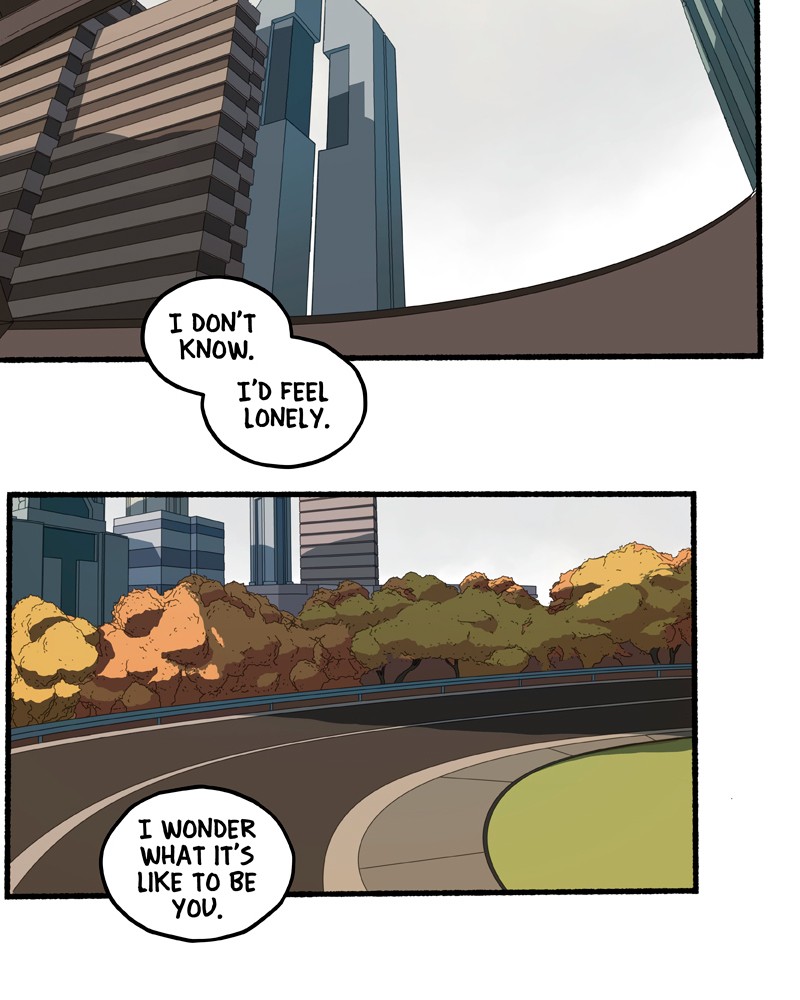 I DON'T
KNOW.
I'D FEEL
LONELY.
I WONDER
WHAT IT'S
LIKE TO BE
YOU.